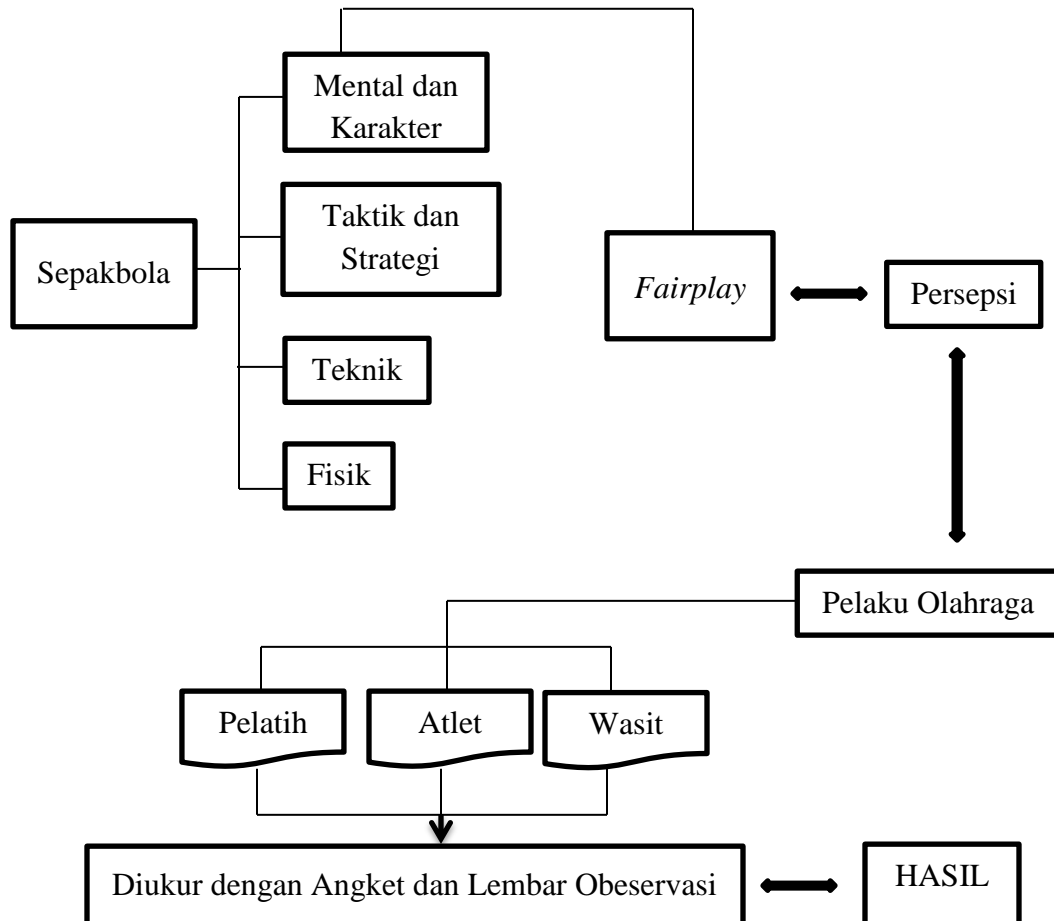 Mental dan
Karakter
Taktik dan
Strategi
Sepakbola
Fairplay
Persepsi
Teknik
Fisik
Pelaku Olahraga
Pelatih
Atlet
Wasit
Diukur dengan Angket dan Lembar Obeservasi
HASIL